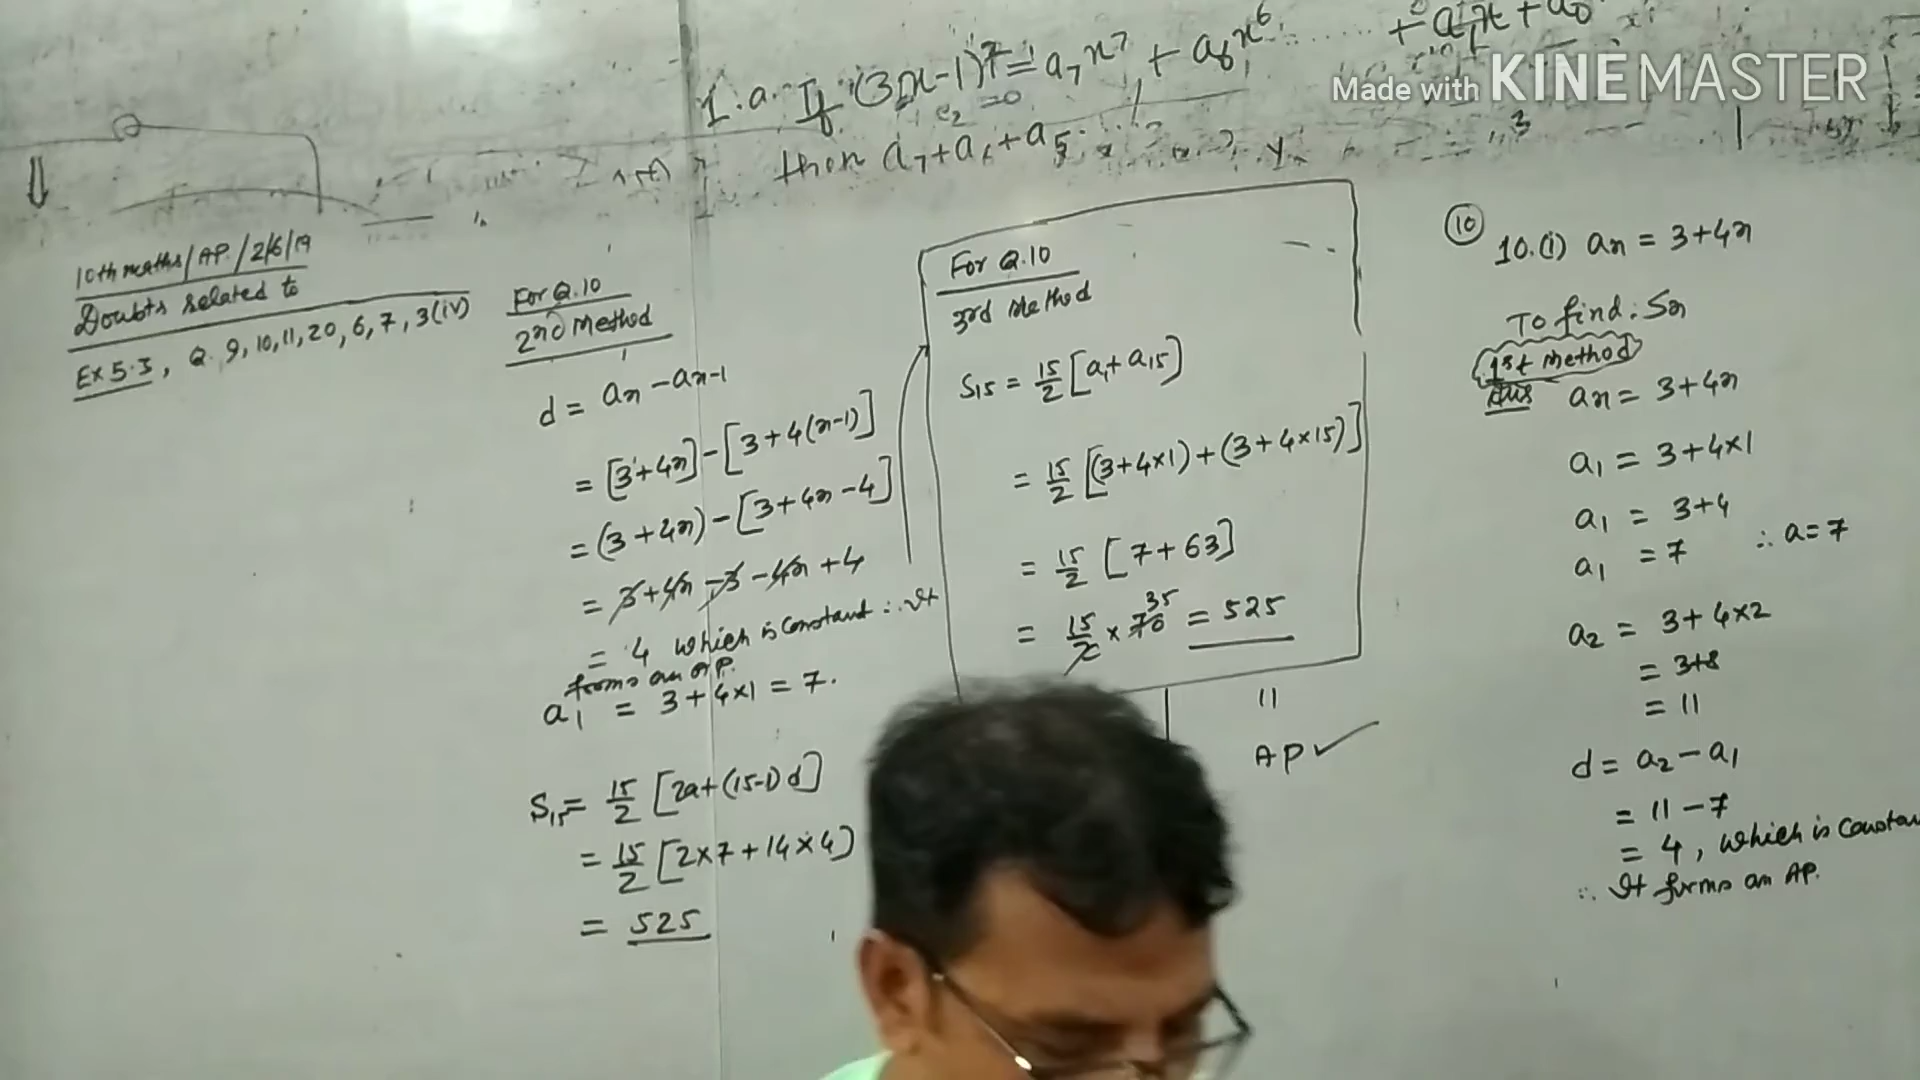 1.a. If (3x-1)^7 = a₇x⁷ + a₆x⁶ ........ + a₁x + a₀
then a₇+a₆+a₅
Made with KINEMASTER
10th maths/AP/2/6/19
Doubts related to
Ex 5.3, Q. 9,10,11,20,6,7,3(iv)
For Q.10
2nd Method
d = an - an-1
= [3+4n]-[3+4(n-1)]
= (3+4n)-[3+4n-4]
= 3+4n-3-4n+4
= 4 which is constant ∴ It
forms an AP.
a₁ = 3+4×1 = 7.
S₁₅ = 15/2 [2a+(15-1)d]
= 15/2 [2×7+14×4]
= 525
For Q.10
3rd Method
S₁₅ = 15/2 [a₁+a₁₅]
= 15/2 [(3+4×1)+(3+4×15)]
= 15/2 [7+63]
35
= 15/2 × 70 = 525
11
AP ✓
(10) 10.(i) an = 3+4n
To find: Sn
1st Method
Ans an = 3+4n
a₁ = 3+4×1
a₁ = 3+4
a₁ = 7 ∴ a=7
a₂ = 3+4×2
= 3+8
= 11
d = a₂-a₁
= 11-7
= 4, which is constan
∴ It forms an AP.